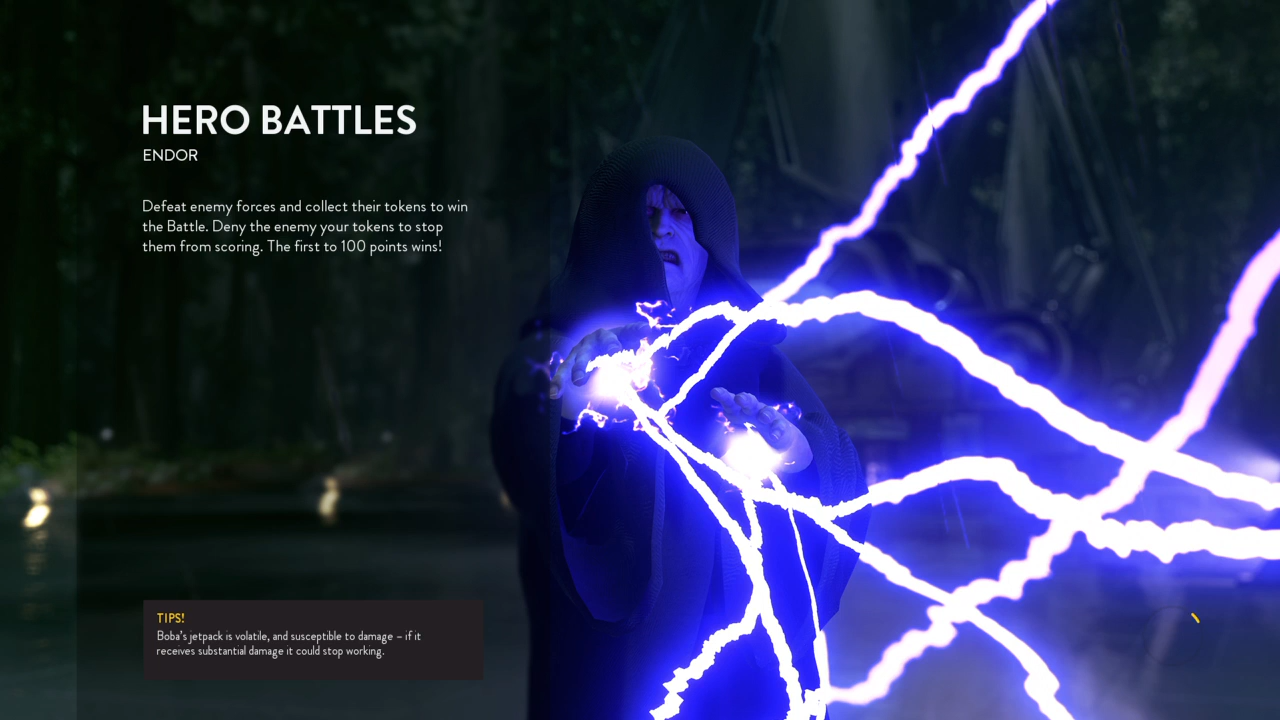 HERO BATTLES
ENDOR
Defeat enemy forces and collect their tokens to win
the Battle. Deny the enemy your tokens to stop
them from scoring. The first to 100 points wins!
TIPS!
Boba's jetpack is volatile, and susceptible to damage – if it
receives substantial damage it could stop working.